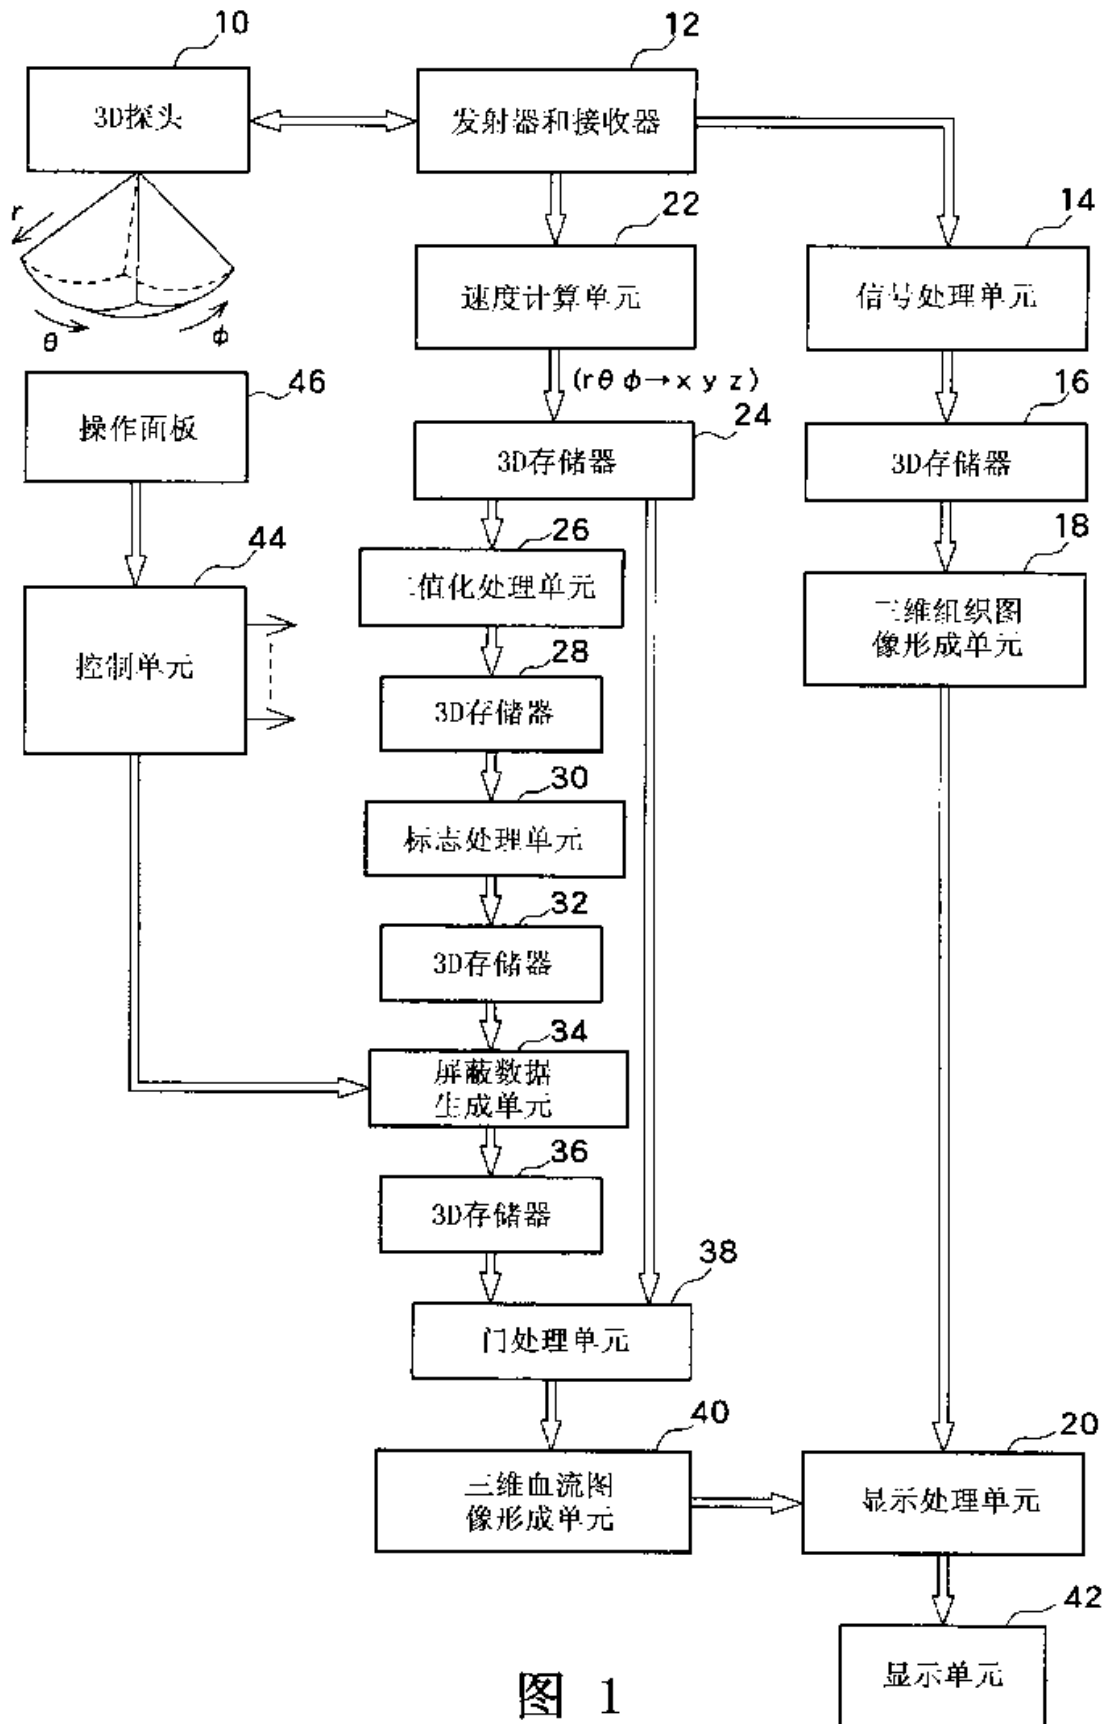 10
12
3D探头
发射器和接收器
r
θ
ϕ
22
14
速度计算单元
信号处理单元
(rθϕ→xyz)
46
操作面板
24
16
3D存储器
3D存储器
26
18
二值化处理单元
三维组织图
像形成单元
44
控制单元
28
3D存储器
30
标志处理单元
32
3D存储器
34
屏蔽数据
生成单元
36
3D存储器
38
门处理单元
40
20
三维血流图
像形成单元
显示处理单元
42
显示单元
图 1